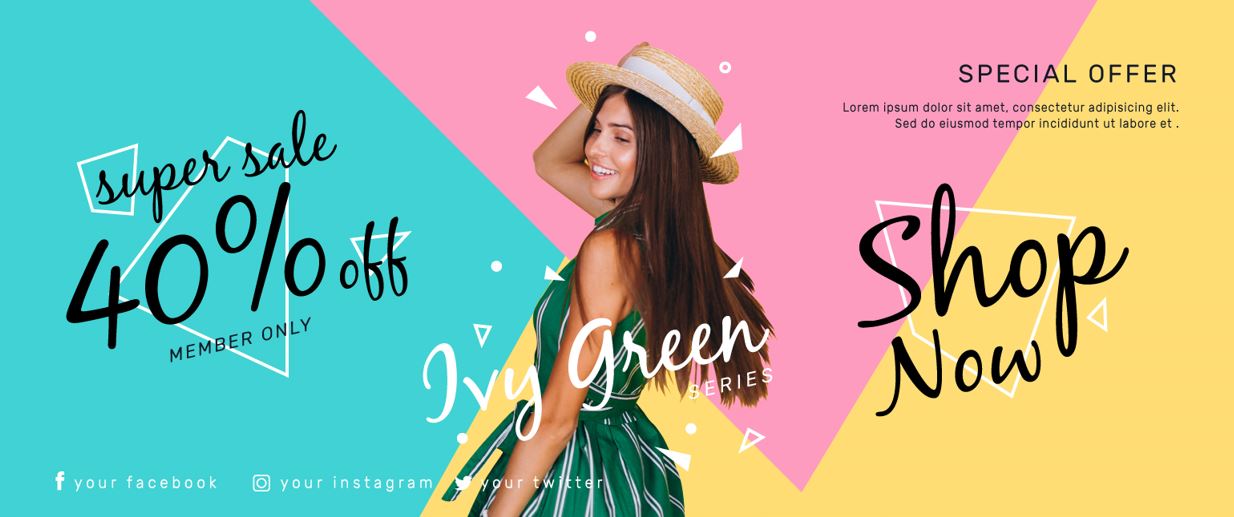 super sale
40% off
MEMBER ONLY
Ivy Green
SERIES
SPECIAL OFFER
Lorem ipsum dolor sit amet, consectetur adipisicing elit.
Sed do eiusmod tempor incididunt ut labore et .
Shop
Now
your facebook your instagram your twitter